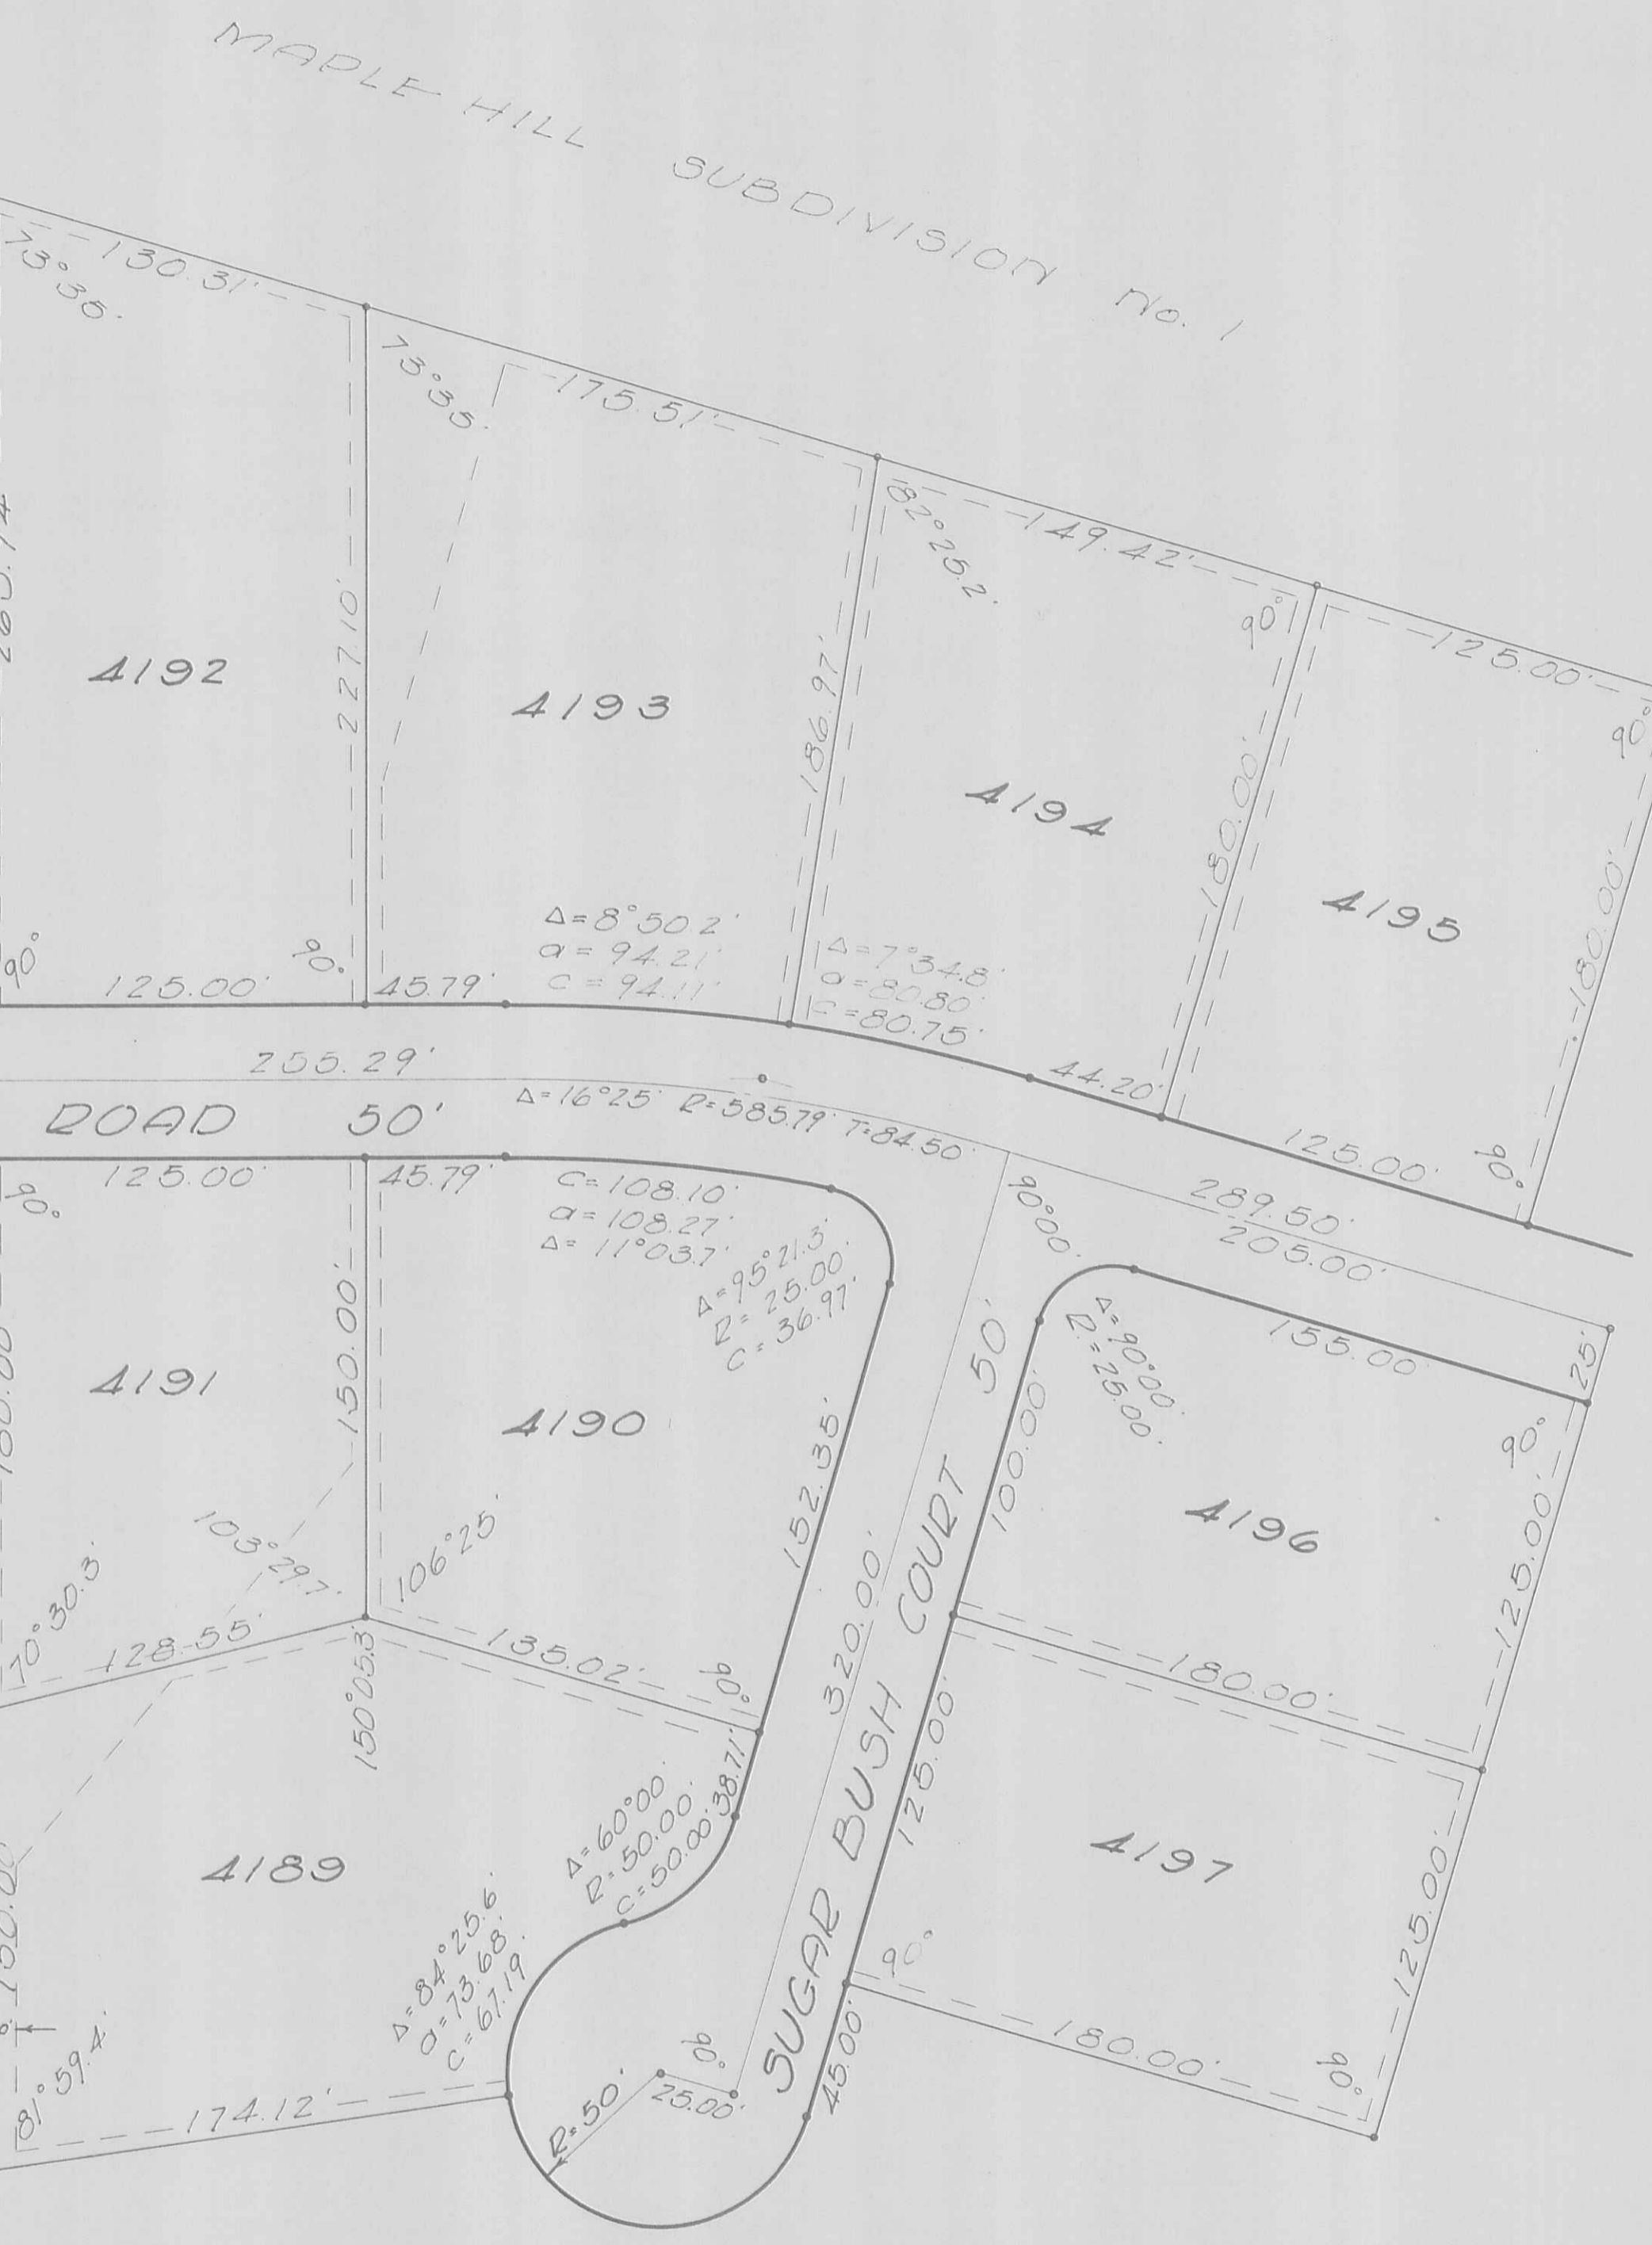 MAPLE HILL SUBDIVISION No. 1
130.31'
73°35'
73°35'
175.51'
82°25.2'
149.42'
90°
125.00'
90°
4192
227.10'
4193
186.97'
4194
180.00'
4195
180.00'
90°
125.00'
90°
45.79'
Δ=8°50.2'
a=94.21'
C=94.11'
Δ=7°34.8'
a=80.80'
C=80.75'
44.20'
125.00'
90°
255.29'
ROAD 50'
Δ=16°25' R=585.79' T=84.50'
289.50'
205.00'
90°
125.00'
45.79'
C=108.10'
a=108.27'
Δ=11°03.7'
Δ=95°21.3'
R=25.00'
C=36.97'
90°00'
Δ=90°00'
R=25.00'
155.00'
25'
90°
4191
150.00'
4190
152.35'
50'
100.00'
4196
125.00'
103°29.7'
106°25'
70°30.3'
128.55'
150°05.3'
135.02'
90°
38.71'
320.00'
SUGAR BUSH COURT
180.00'
125.00'
4197
125.00'
4189
Δ=60°00'
R=50.00'
C=50.00'
Δ=84°25.6'
a=73.68'
C=67.19'
90°
180.00'
90°
45.00'
90°
25.00'
R=50'
81°59.4'
174.12'